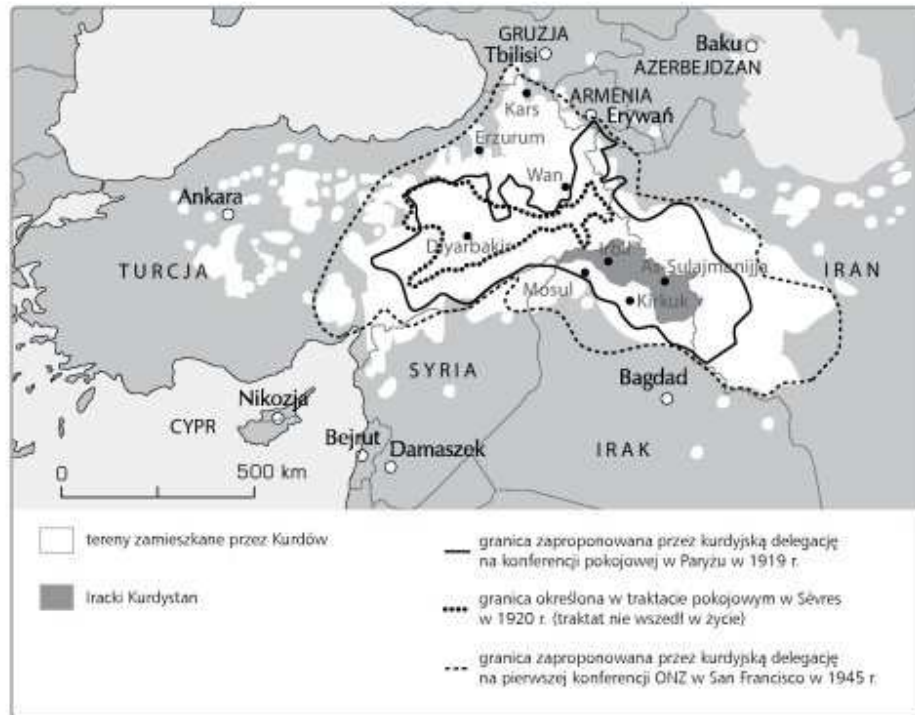 GRUZJA
Tbilisi
Baku
AZERBEJDZAN
Kars
ARMENIA
Erywań
Erzurum
Wan
Ankara
Diyarbakir
TURCJA
As-Sulajmanijja
IRAN
Mosul
Kirkuk
SYRIA
Bagdad
Nikozja
CYPR
Bejrut
Damaszek
IRAK
0
500 km
tereny zamieszkane przez Kurdów
Iracki Kurdystan
granica zaproponowana przez kurdyjską delegację
na konferencji pokojowej w Paryżu w 1919 r.
granica określona w traktacie pokojowym w Sèvres
w 1920 r. (traktat nie wszedł w życie)
granica zaproponowana przez kurdyjską delegację
na pierwszej konferencji ONZ w San Francisco w 1945 r.